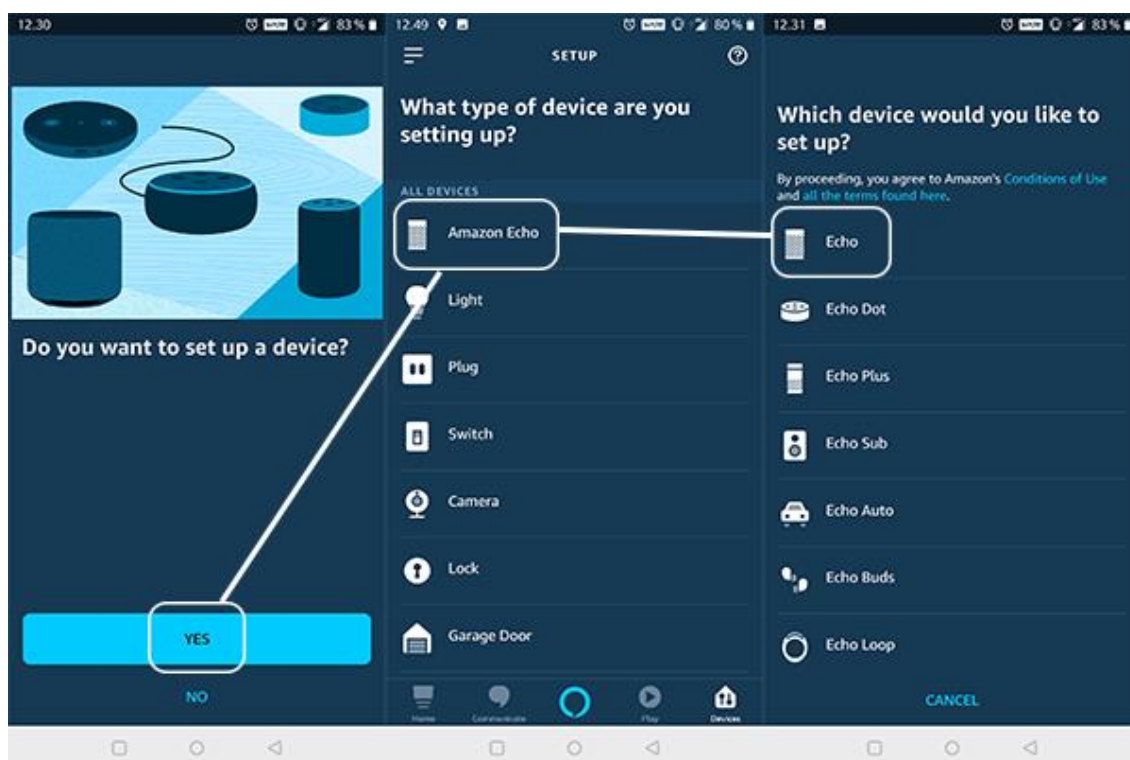 12.30
83%
Do you want to set up a device?
YES
NO
12.49
80%
SETUP
What type of device are you
setting up?
ALL DEVICES
Amazon Echo
Light
Plug
Switch
Camera
Lock
Garage Door
Home
Communicate
Play
Devices
12.31
83%
Which device would you like to
set up?
By proceeding, you agree to Amazon's Conditions of Use
and all the terms found here.
Echo
Echo Dot
Echo Plus
Echo Sub
Echo Auto
Echo Buds
Echo Loop
CANCEL